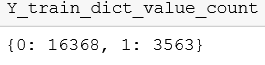 Y_train_dict_value_count
{0: 16368, 1: 3563}